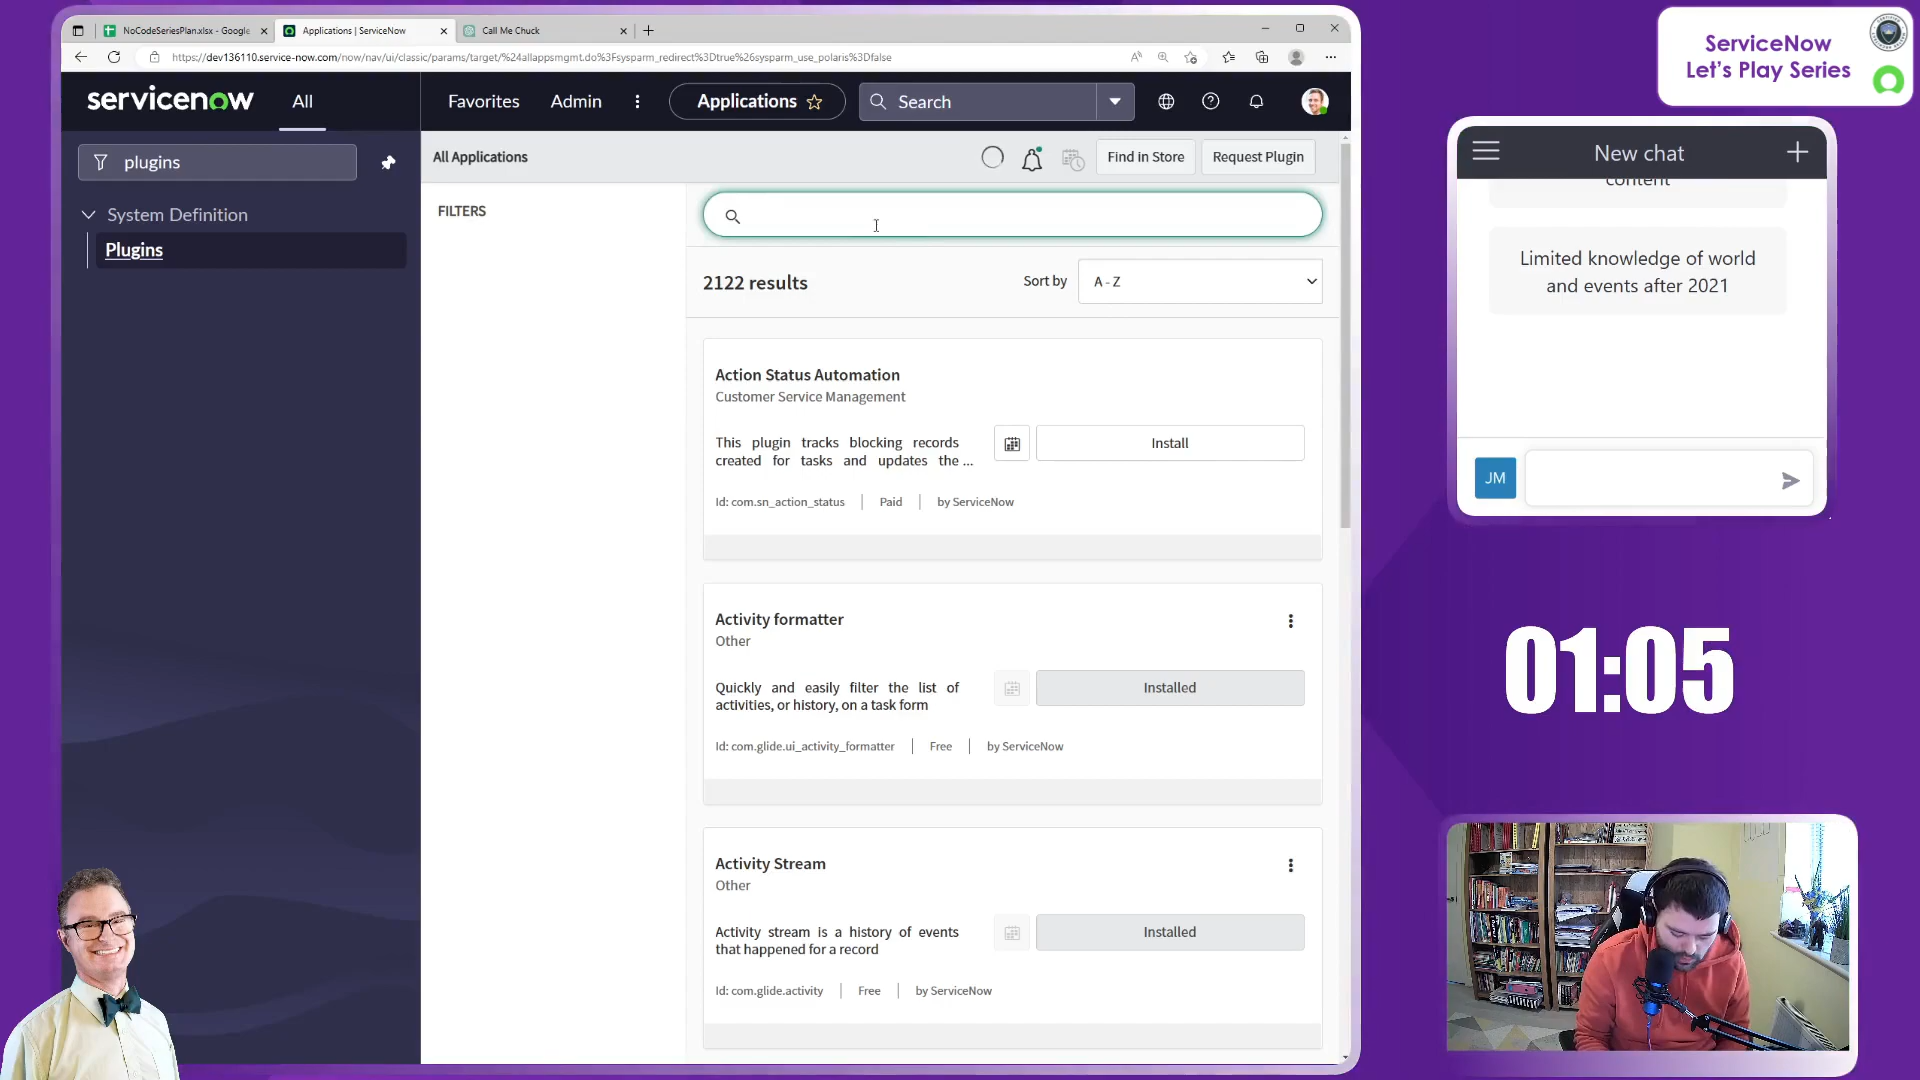 NoCodeSeriesPlan.xlsx - Google
Applications | ServiceNow
Call Me Chuck
https://dev136110.service-now.com/now/nav/ui/classic/params/target/%24allappsmgmt.do%3Fsysparm_redirect%3Dtrue%26sysparm_use_polaris%3Dfalse
servicenow
All
Favorites
Admin
Applications
Search
plugins
System Definition
Plugins
All Applications
Find in Store
Request Plugin
FILTERS
2122 results
Sort by
A - Z
Action Status Automation
Customer Service Management
This plugin tracks blocking records
created for tasks and updates the ...
Install
Id: com.sn_action_status
Paid
by ServiceNow
Activity formatter
Other
Quickly and easily filter the list of
activities, or history, on a task form
Installed
Id: com.glide.ui_activity_formatter
Free
by ServiceNow
Activity Stream
Other
Activity stream is a history of events
that happened for a record
Installed
Id: com.glide.activity
Free
by ServiceNow
ServiceNow
Let's Play Series
New chat
content
Limited knowledge of world
and events after 2021
JM
01:05